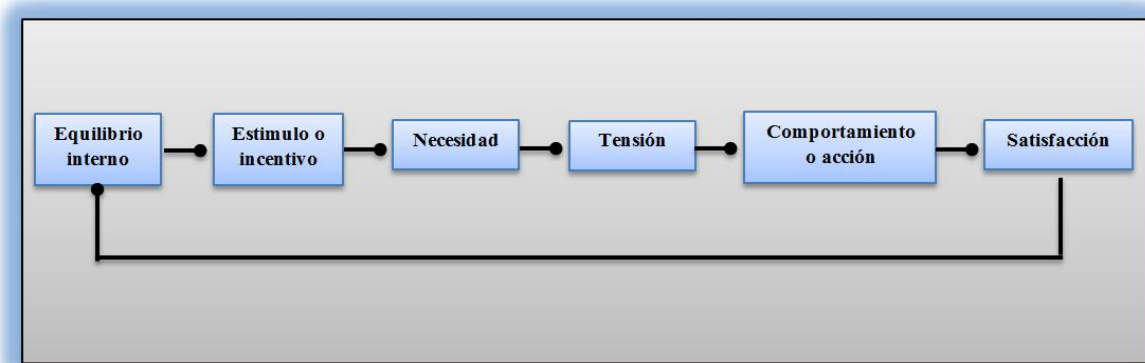 Equilibrio
interno
Estimulo o
incentivo
Necesidad
Tensión
Comportamiento
o acción
Satisfacción